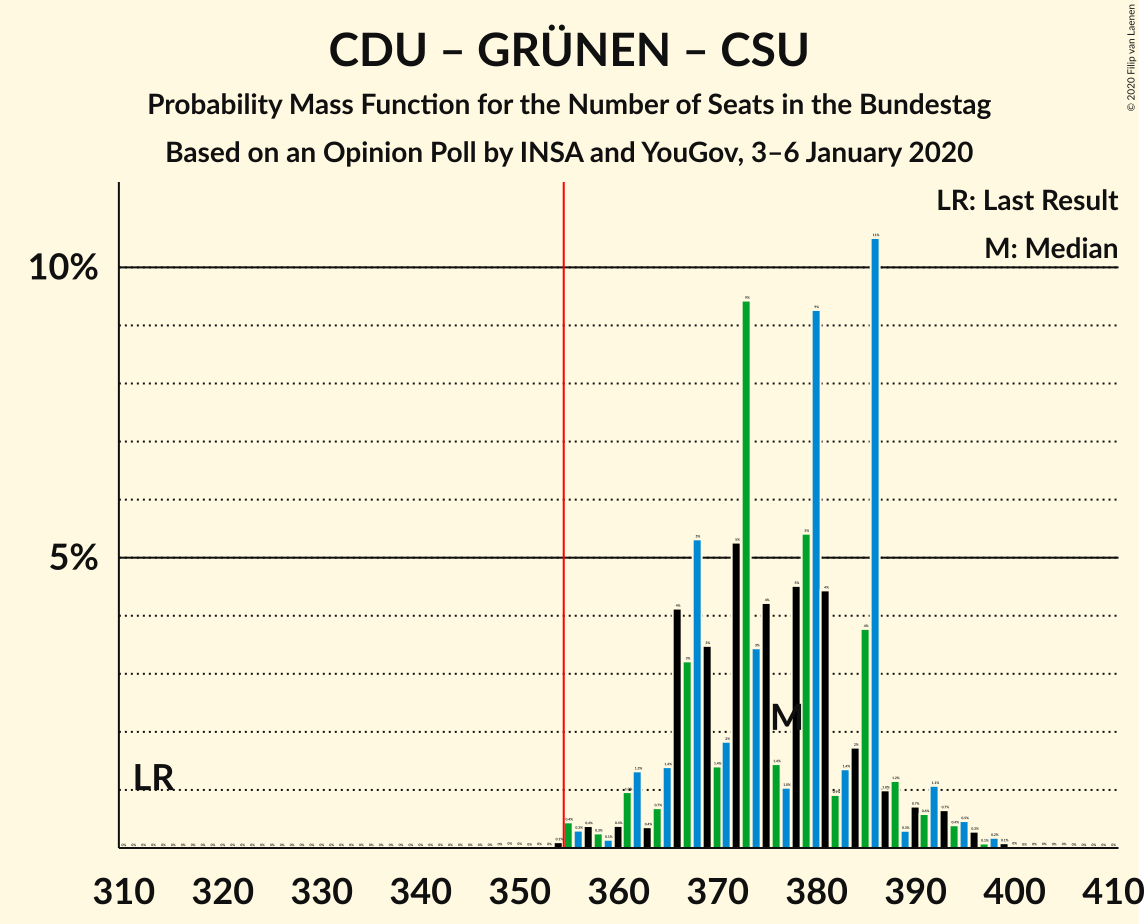 CDU – GRÜNEN – CSU
Probability Mass Function for the Number of Seats in the Bundestag
Based on an Opinion Poll by INSA and YouGov, 3–6 January 2020
© 2020 Filip van Laenen
LR: Last Result
M: Median
10%
5%
M
LR
310 320 330 340 350 360 370 380 390 400 410